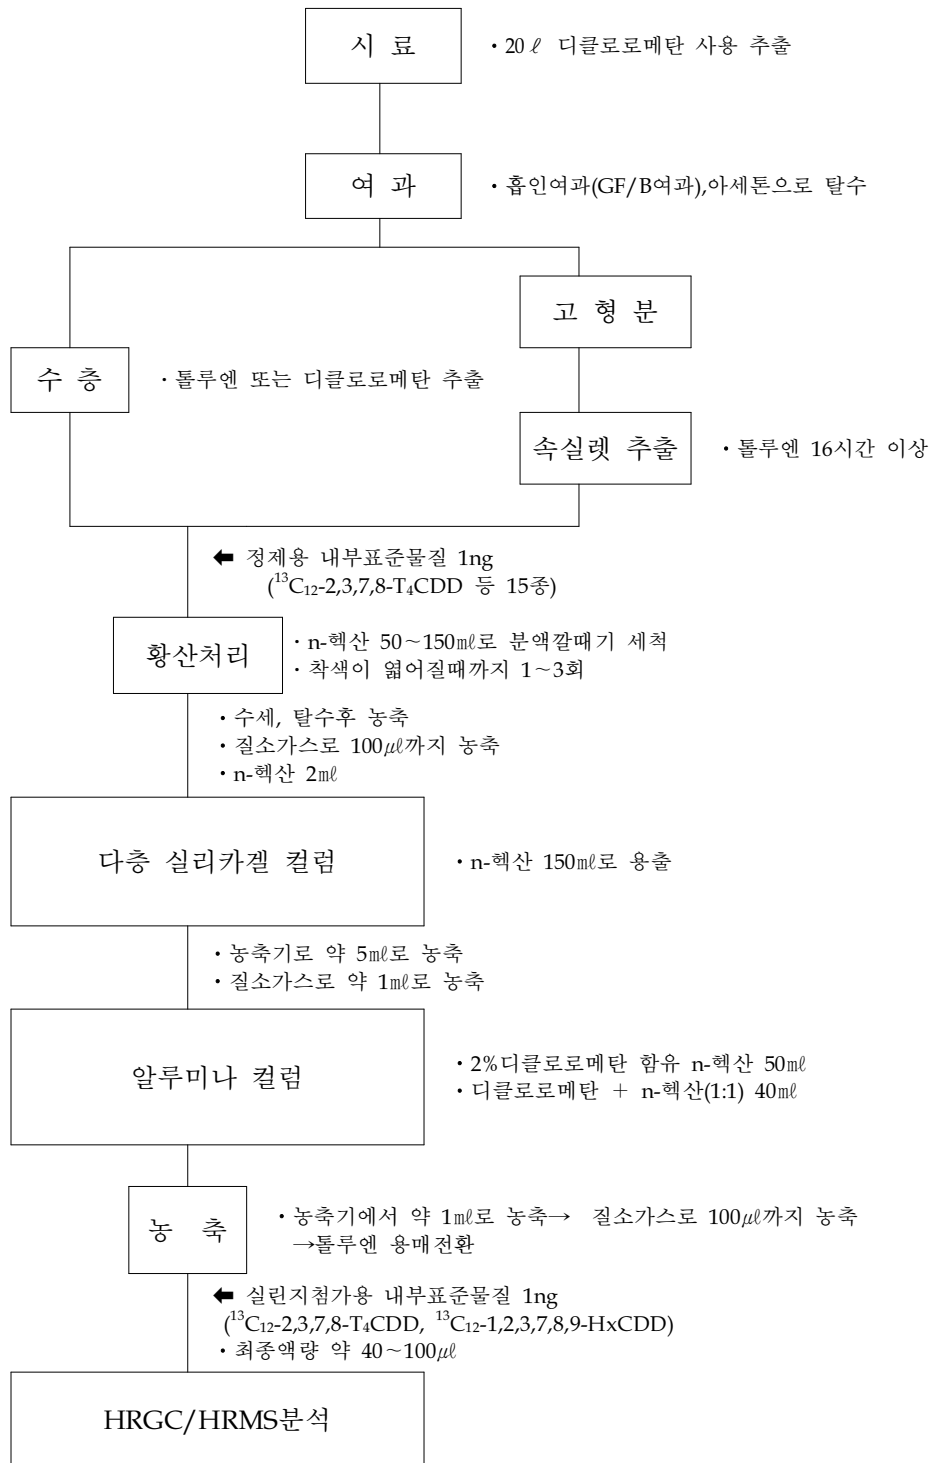 시 료
· 20ℓ 디클로로메탄 사용 추출
여 과
· 흡인여과(GF/B여과),아세톤으로 탈수
고 형 분
수 층
· 톨루엔 또는 디클로로메탄 추출
속실렛 추출
· 톨루엔 16시간 이상
⬅ 정제용 내부표준물질 1ng
(¹³C₁₂-2,3,7,8-T₄CDD 등 15종)
황산처리
· n-헥산 50~150㎖로 분액깔때기 세척
· 착색이 엷어질때까지 1~3회
· 수세, 탈수후 농축
· 질소가스로 100㎕까지 농축
· n-헥산 2㎖
다층 실리카겔 컬럼
· n-헥산 150㎖로 용출
· 농축기로 약 5㎖로 농축
· 질소가스로 약 1㎖로 농축
알루미나 컬럼
· 2%디클로로메탄 함유 n-헥산 50㎖
· 디클로로메탄 + n-헥산(1:1) 40㎖
농 축
· 농축기에서 약 1㎖로 농축→ 질소가스로 100㎕까지 농축
→톨루엔 용매전환
⬅ 실린지첨가용 내부표준물질 1ng
(¹³C₁₂-2,3,7,8-T₄CDD, ¹³C₁₂-1,2,3,7,8,9-HxCDD)
· 최종액량 약 40~100㎕
HRGC/HRMS분석